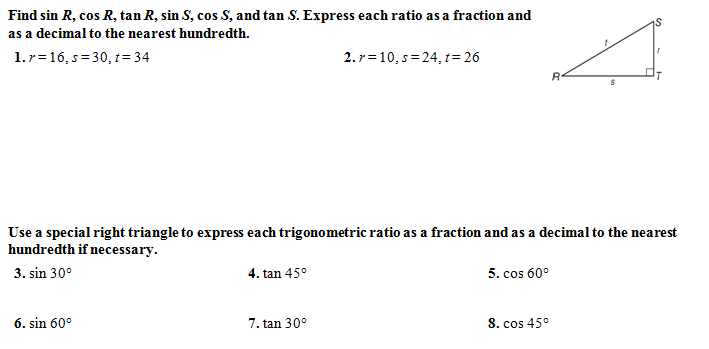 Find sin R, cos R, tan R, sin S, cos S, and tan S. Express each ratio as a fraction and
as a decimal to the nearest hundredth.
1. r = 16, s = 30, t = 34
2. r = 10, s = 24, t = 26
S
t
r
R
T
s
Use a special right triangle to express each trigonometric ratio as a fraction and as a decimal to the nearest
hundredth if necessary.
3. sin 30°
4. tan 45°
5. cos 60°
6. sin 60°
7. tan 30°
8. cos 45°